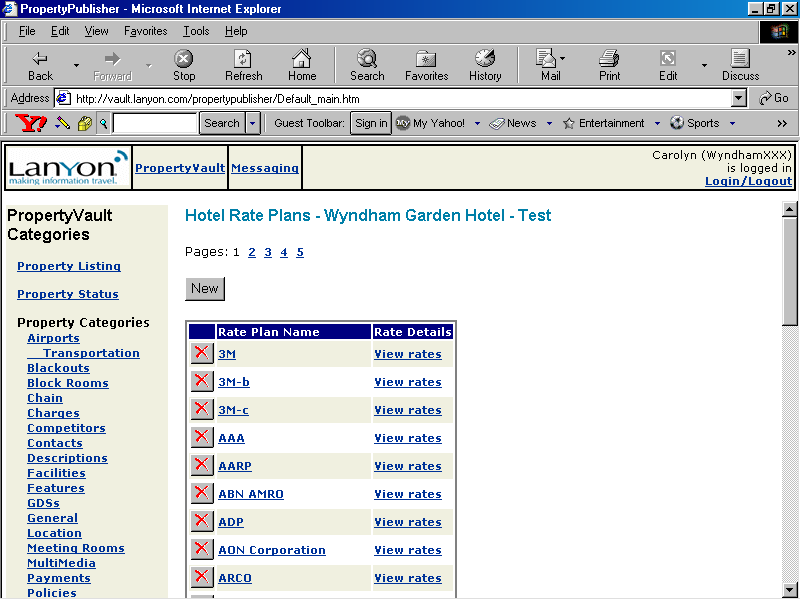 PropertyPublisher - Microsoft Internet Explorer
File Edit View Favorites Tools Help
Back Forward Stop Refresh Home Search Favorites History Mail Print Edit Discuss »
Address http://vault.lanyon.com/propertypublisher/Default_main.htm Go
Y! Search Guest Toolbar: Sign in My My Yahoo! News Entertainment Sports »
LANYON.
making information travel.
PropertyVault Messaging
Carolyn (WyndhamXXX)
is logged in
Login/Logout
PropertyVault
Categories
Property Listing
Property Status
Property Categories
Airports
Transportation
Blackouts
Block Rooms
Chain
Charges
Competitors
Contacts
Descriptions
Facilities
Features
GDSs
General
Location
Meeting Rooms
MultiMedia
Payments
Policies
Hotel Rate Plans - Wyndham Garden Hotel - Test
Pages: 1 2 3 4 5
New
Rate Plan Name Rate Details
3M View rates
3M-b View rates
3M-c View rates
AAA View rates
AARP View rates
ABN AMRO View rates
ADP View rates
AON Corporation View rates
ARCO View rates